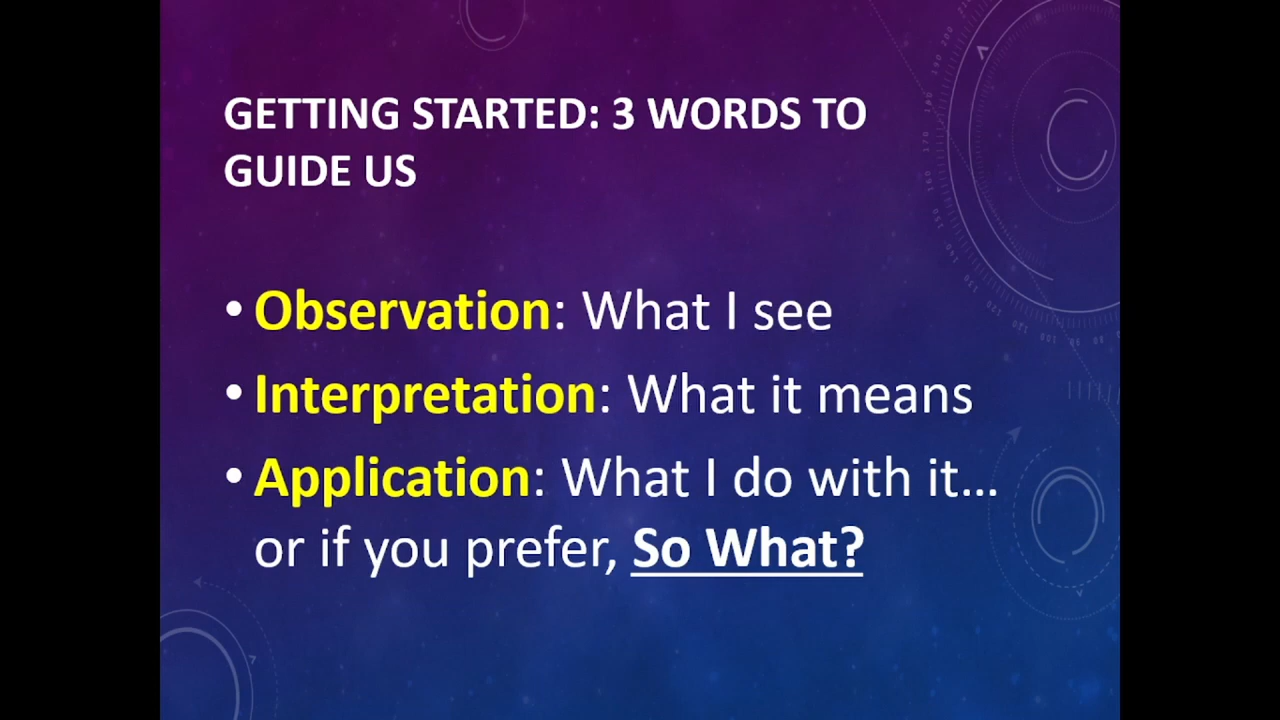 GETTING STARTED: 3 WORDS TO
GUIDE US
• Observation: What I see
• Interpretation: What it means
• Application: What I do with it…
or if you prefer, So What?